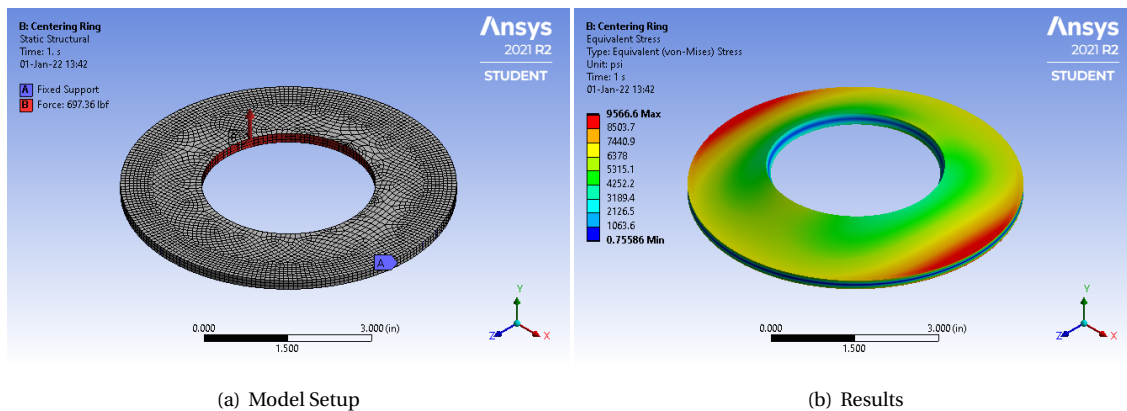 B: Centering Ring
Static Structural
Time: 1. s
01-Jan-22 13:42
A Fixed Support
B Force: 697.36 lbf
Ansys
2021 R2
STUDENT
A
0.000
3.000 (in)
1.500
Y
Z
X
(a) Model Setup
B: Centering Ring
Equivalent Stress
Type: Equivalent (von-Mises) Stress
Unit: psi
Time: 1 s
01-Jan-22 13:42
9566.6 Max
8503.7
7440.9
6378
5315.1
4252.2
3189.4
2126.5
1063.6
0.75586 Min
Ansys
2021 R2
STUDENT
0.000
3.000 (in)
1.500
Y
Z
X
(b) Results